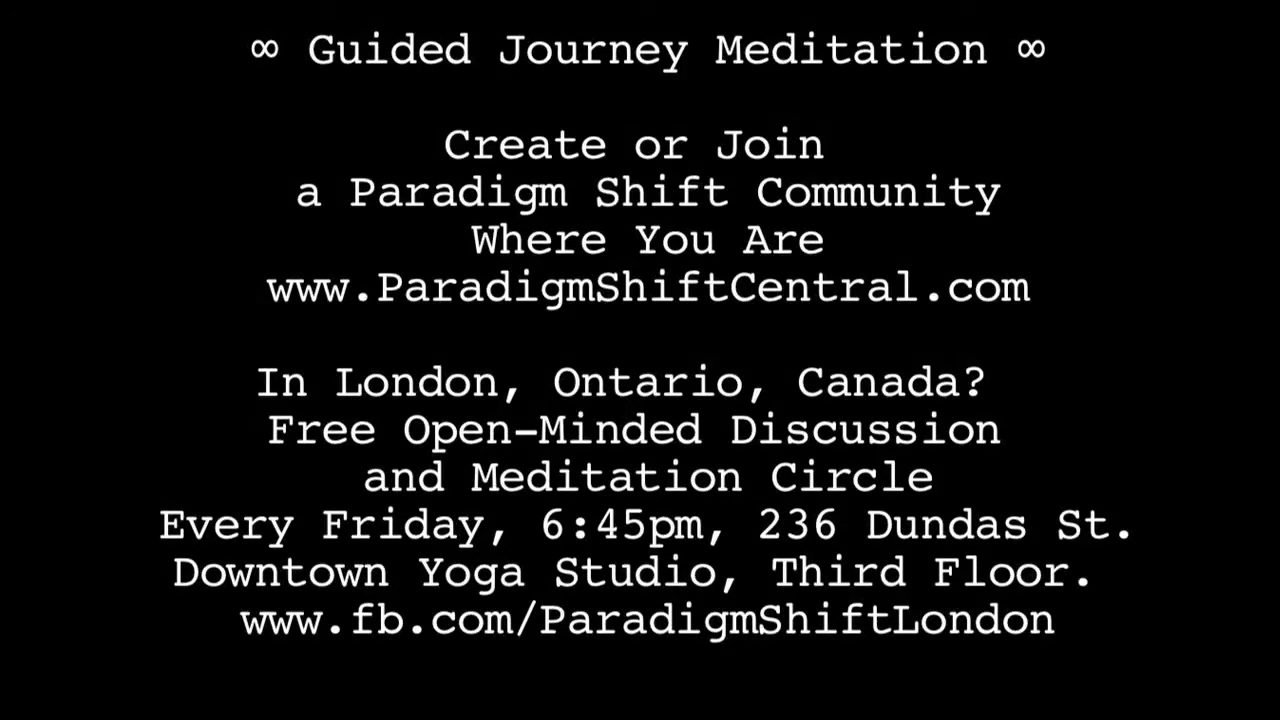 ∞ Guided Journey Meditation ∞
Create or Join
a Paradigm Shift Community
Where You Are
www.ParadigmShiftCentral.com
In London, Ontario, Canada?
Free Open-Minded Discussion
and Meditation Circle
Every Friday, 6:45pm, 236 Dundas St.
Downtown Yoga Studio, Third Floor.
www.fb.com/ParadigmShiftLondon